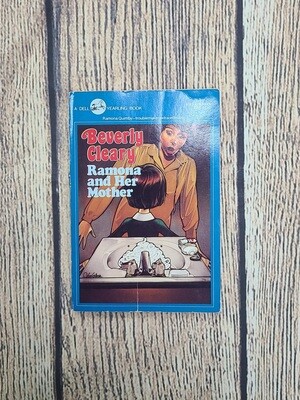 A DELL YEARLING BOOK
Beverly
Cleary
Ramona
and Her
Mother